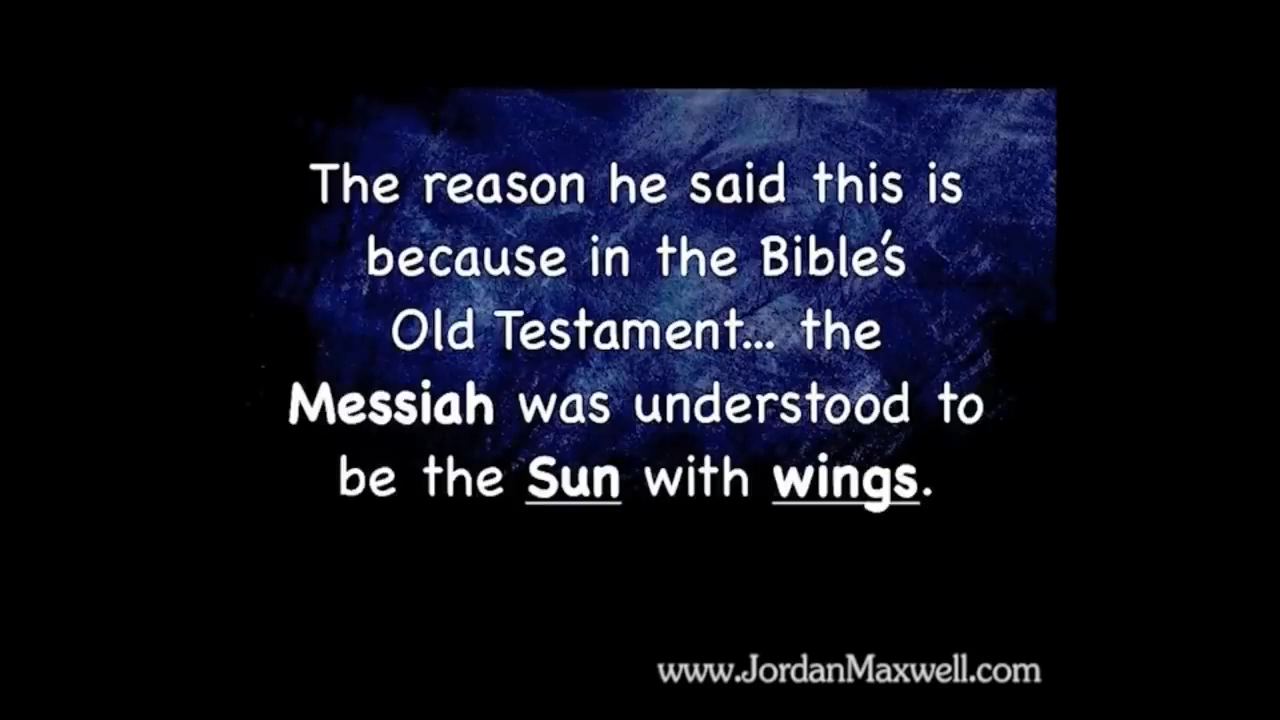 The reason he said this is
because in the Bible's
Old Testament... the
Messiah was understood to
be the Sun with wings.
www.JordanMaxwell.com